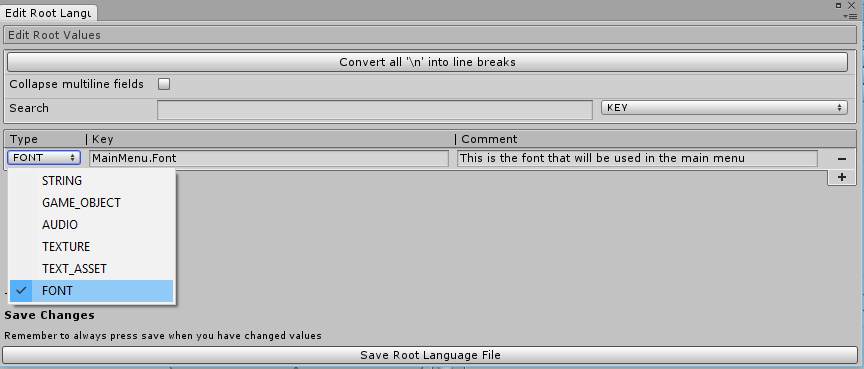 Edit Root Langu
Edit Root Values
Convert all '\n' into line breaks
Collapse multiline fields
Search KEY
Type | Key | Comment
FONT MainMenu.Font This is the font that will be used in the main menu
STRING
GAME_OBJECT
AUDIO
TEXTURE
TEXT_ASSET
FONT
Save Changes
Remember to always press save when you have changed values
Save Root Language File